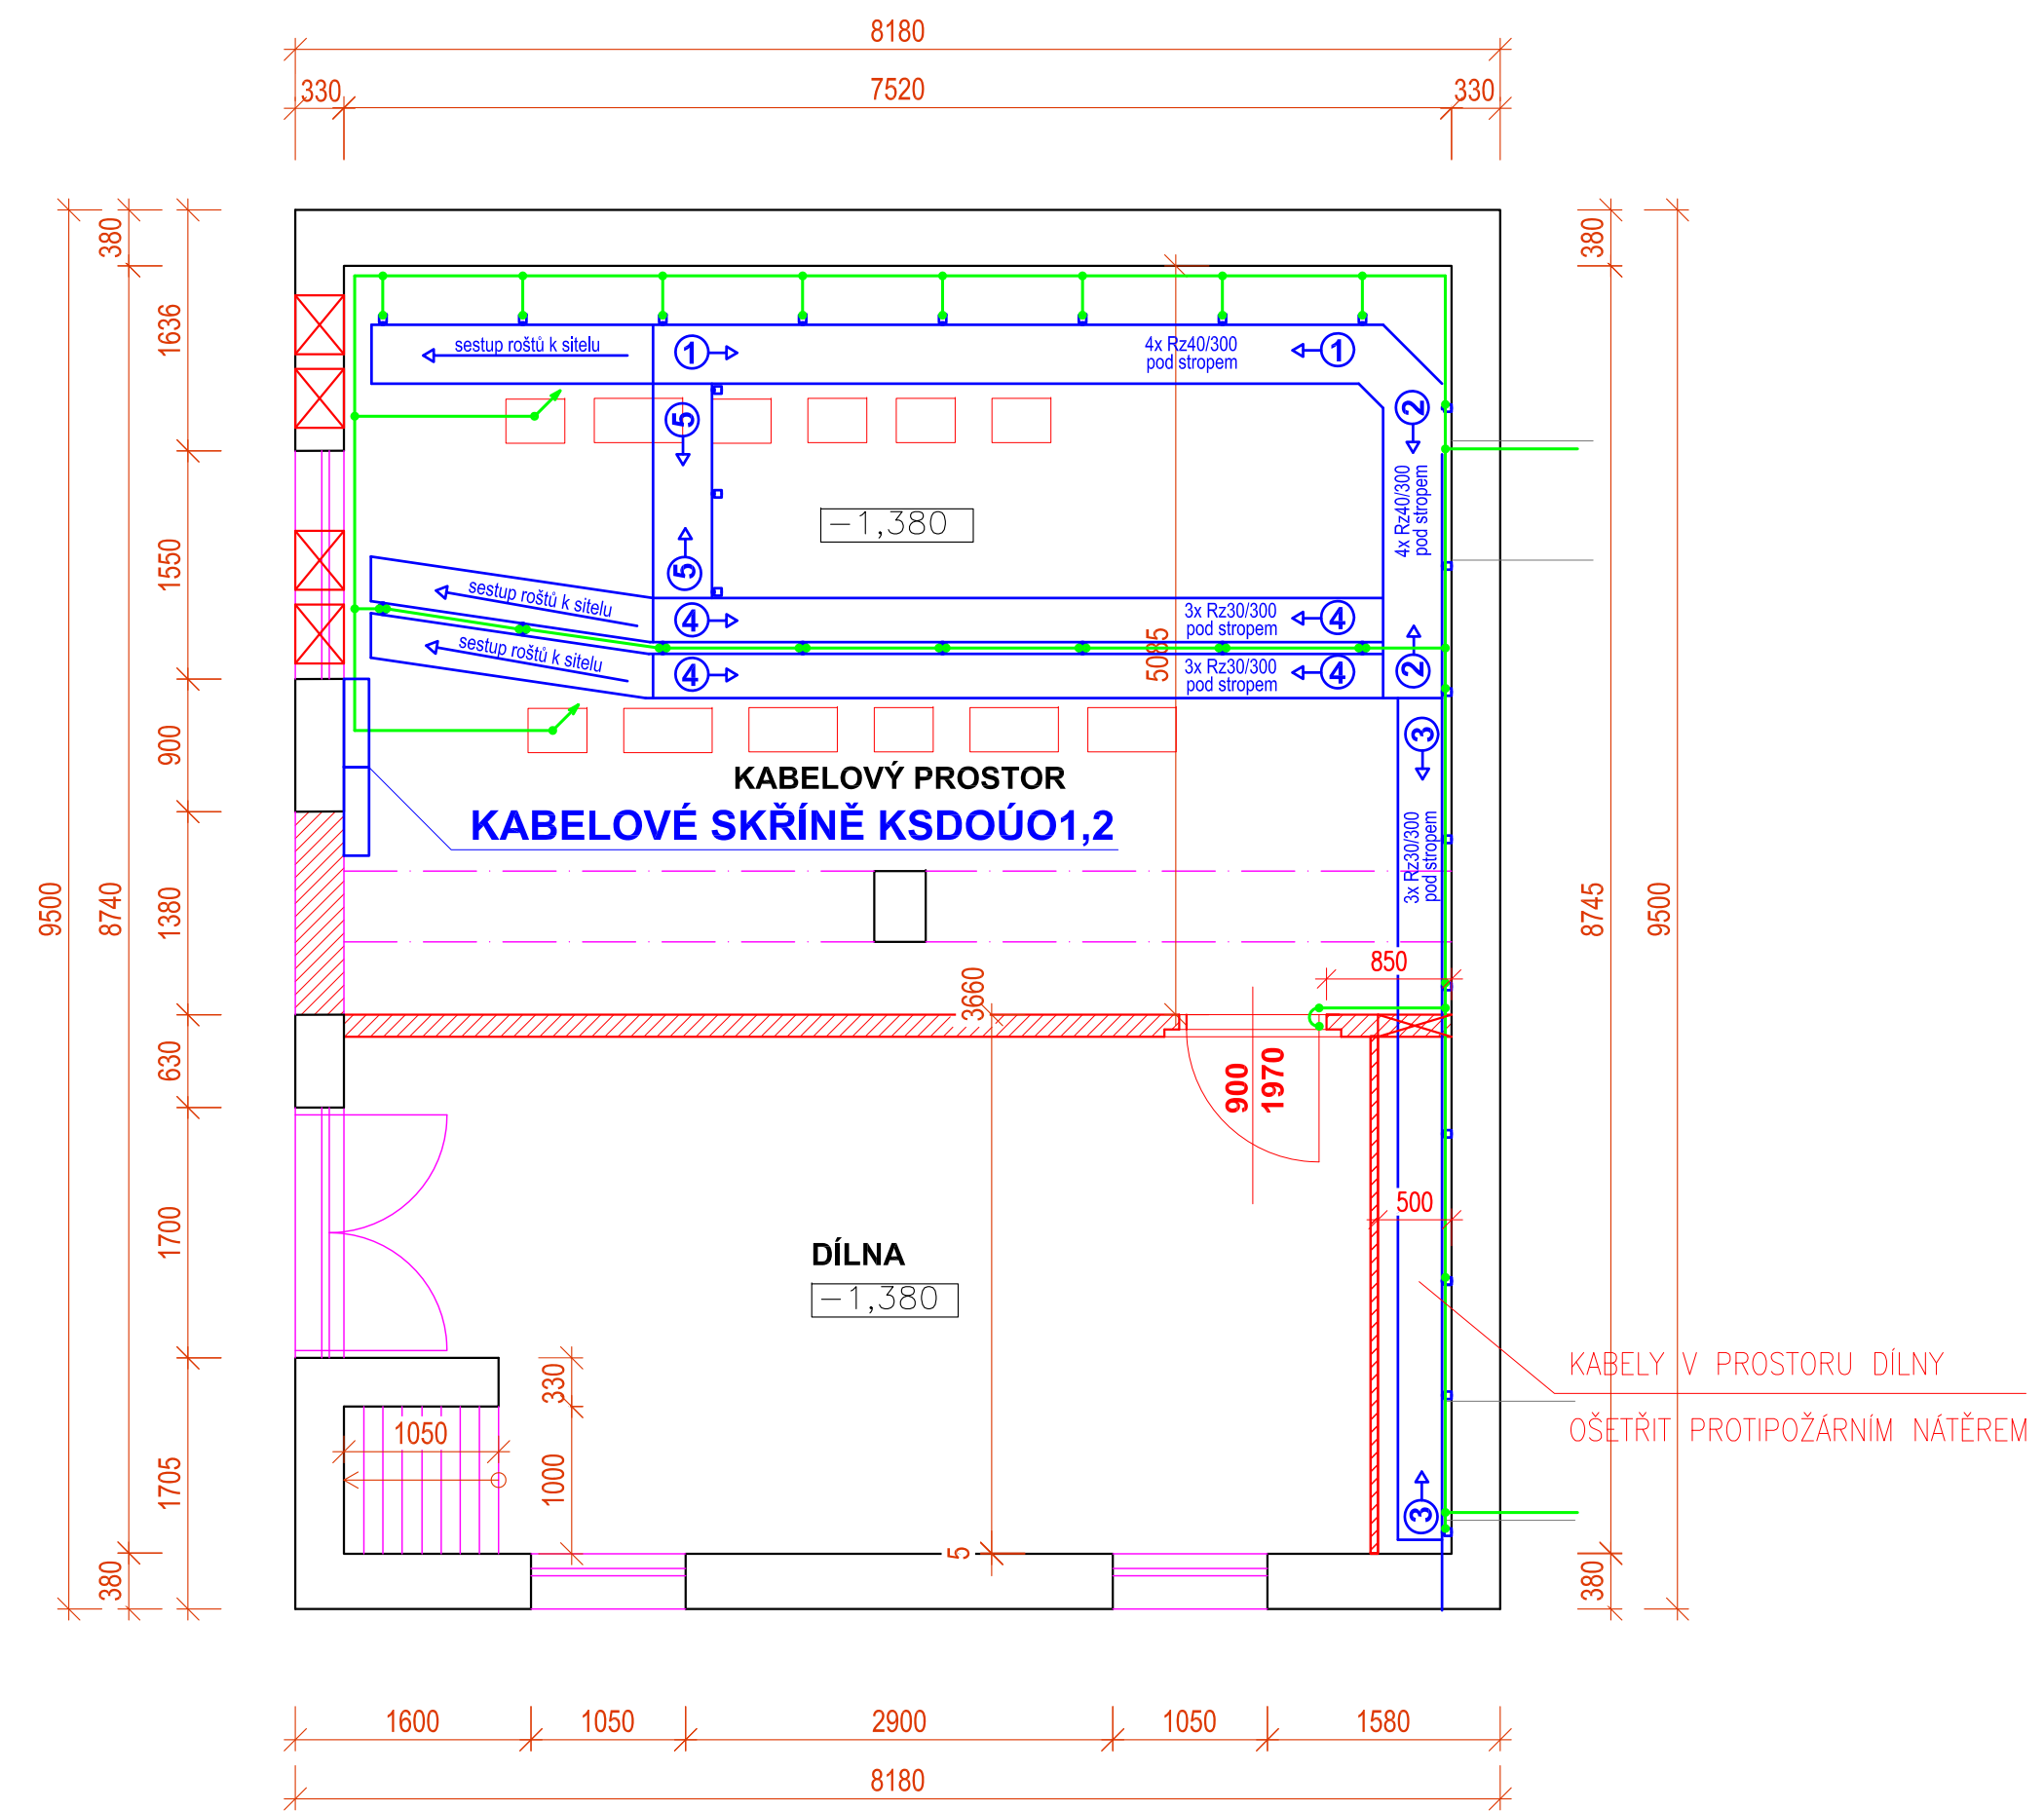 8180
330
7520
330
380
1636
1550
900
1380
630
1700
1705
380
8740
9500
380
8745
9500
380
sestup roštů k sitelu
1
4x Rz40/300
pod stropem
1
5
2
4x Rz40/300
pod stropem
-1,380
5
sestup roštů k sitelu
4
3x Rz30/300
pod stropem
4
5085
sestup roštů k sitelu
4
3x Rz30/300
pod stropem
4
2
3
KABELOVÝ PROSTOR
KABELOVÉ SKŘÍNĚ KSDOÚO1,2
3x Rz30/300
pod stropem
850
3660
900
1970
500
DÍLNA
-1,380
KABELY V PROSTORU DÍLNY
OŠETŘIT PROTIPOŽÁRNÍM NÁTĚREM
330
1050
1000
3
5
1600
1050
2900
1050
1580
8180